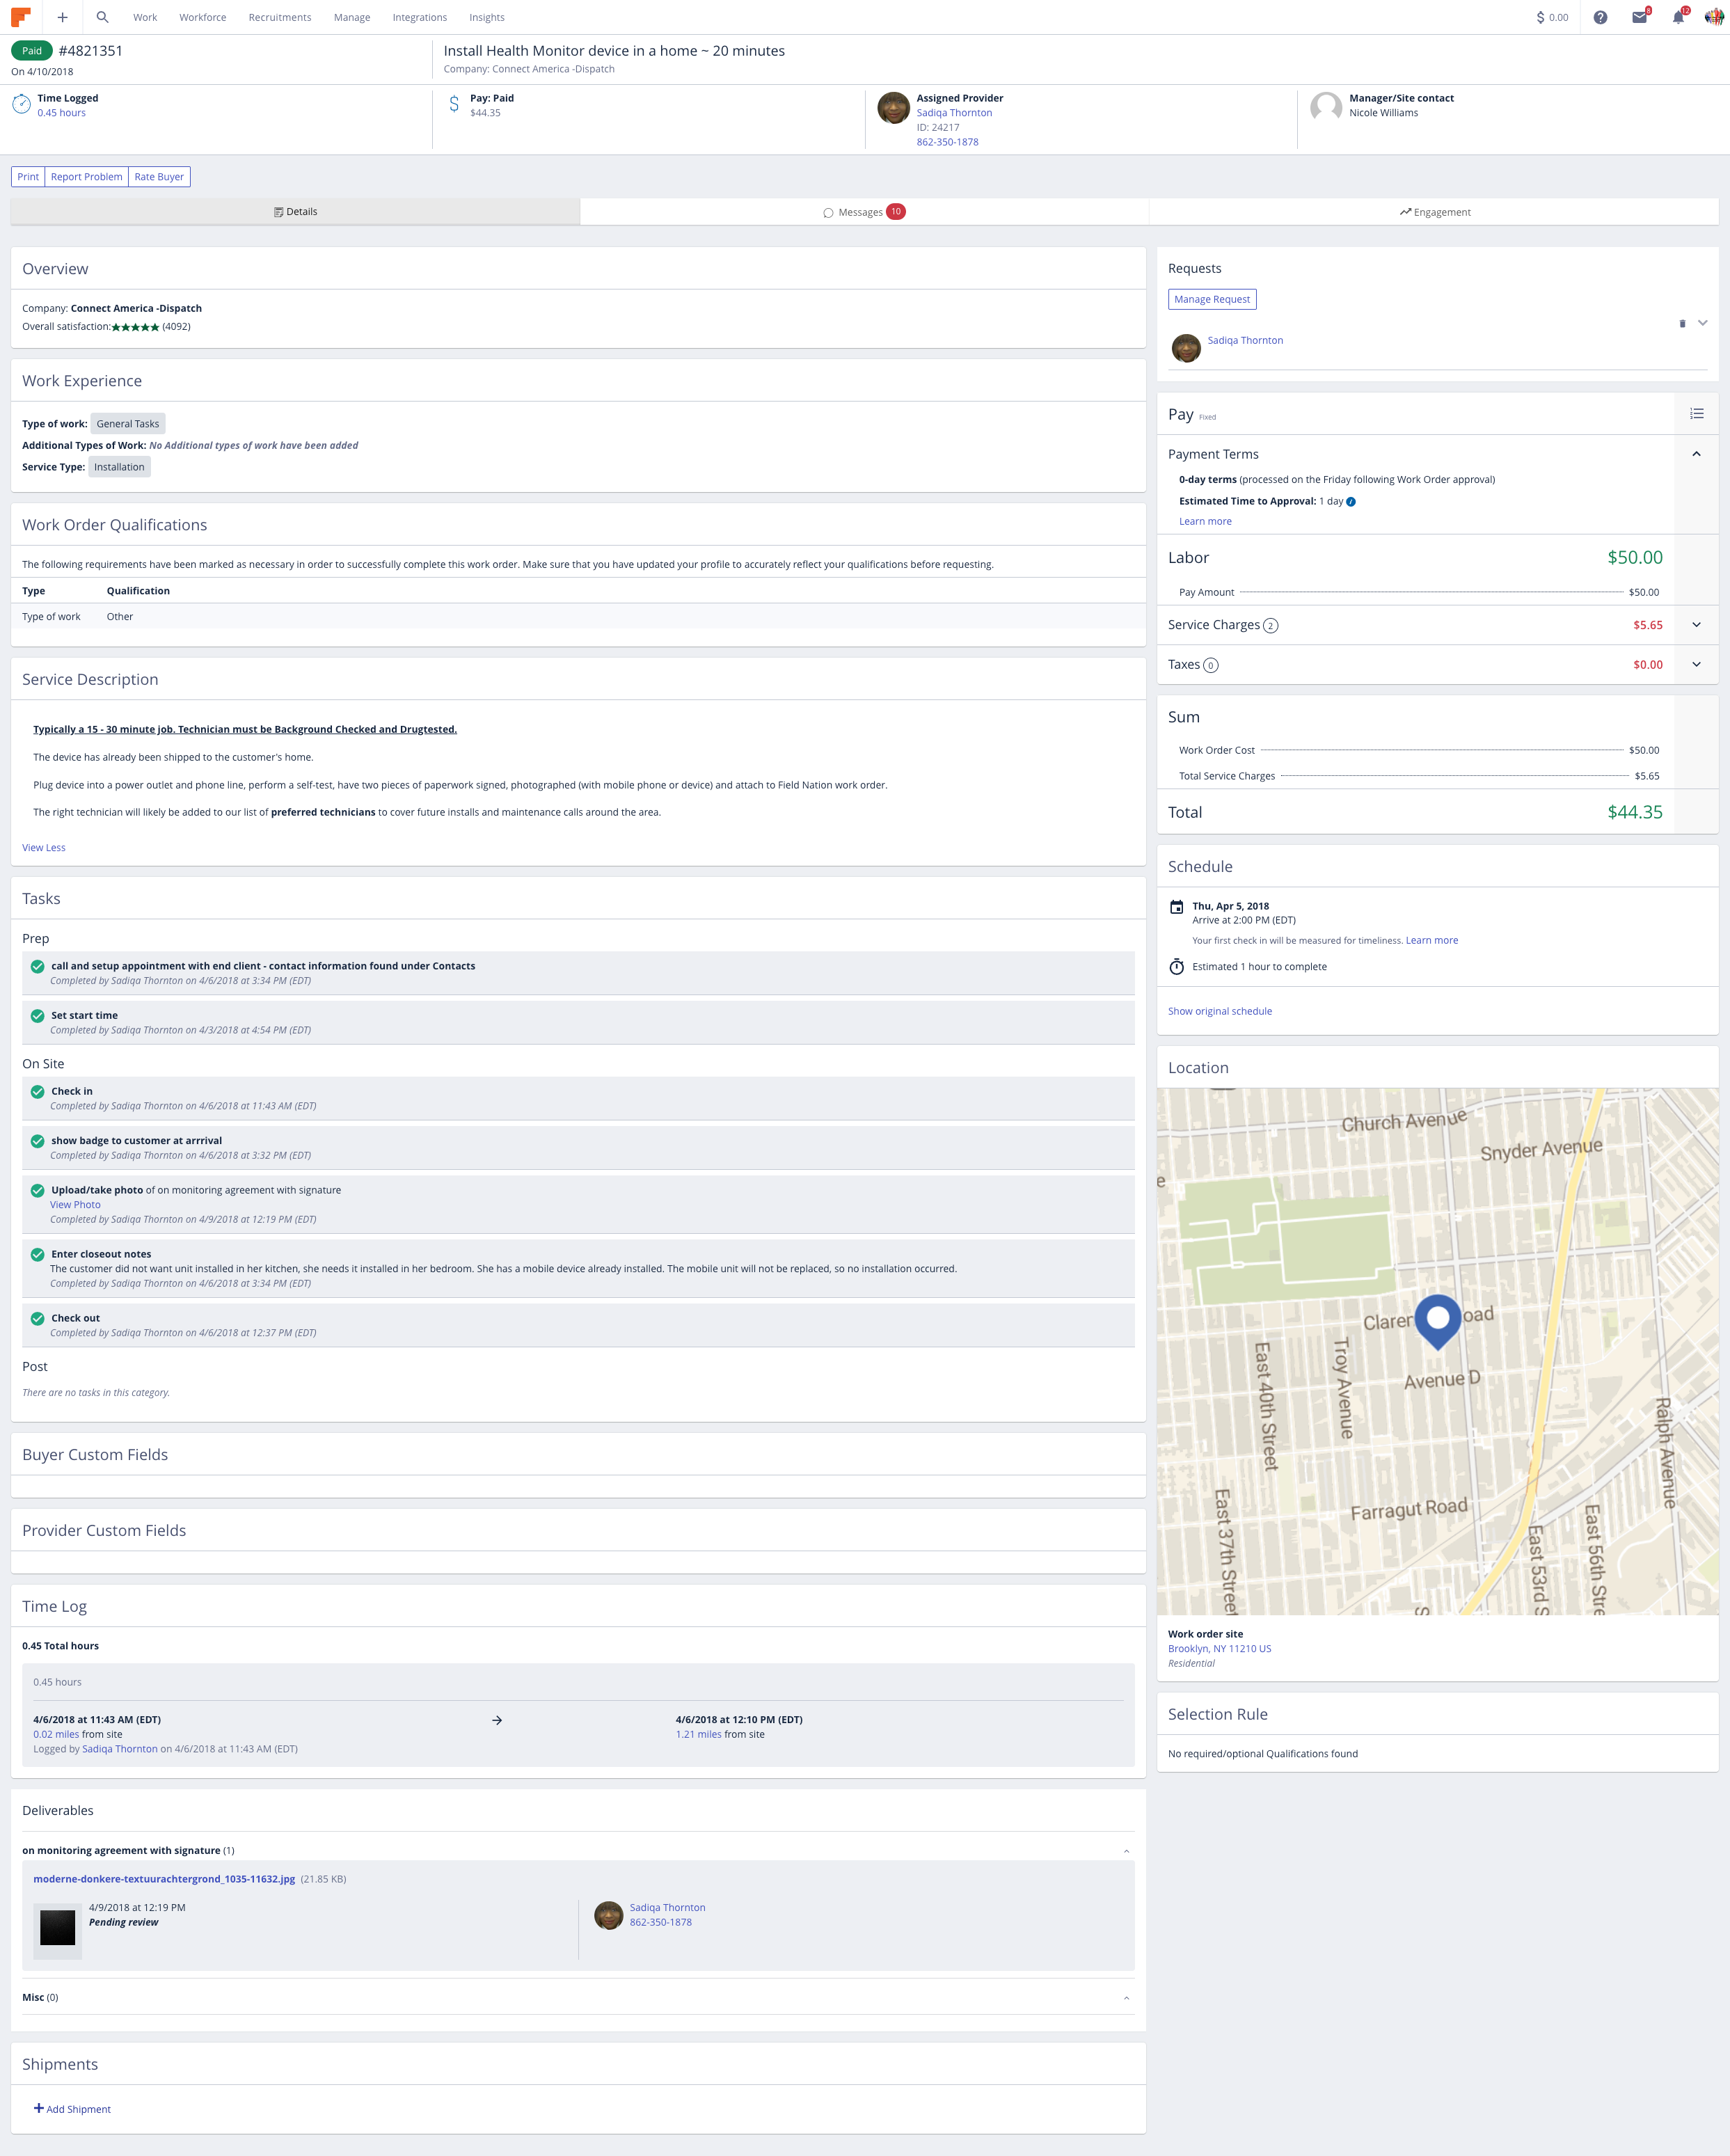 Work Workforce Recruitments Manage Integrations Insights
$ 0.00 8 12
Paid #4821351
On 4/10/2018
Install Health Monitor device in a home ~ 20 minutes
Company: Connect America -Dispatch
Time Logged
0.45 hours
Pay: Paid
$44.35
Assigned Provider
Sadiqa Thornton
ID: 24217
862-350-1878
Manager/Site contact
Nicole Williams
Print Report Problem Rate Buyer
Details Messages 10 Engagement
Overview
Company: Connect America -Dispatch
Overall satisfaction:★★★★★ (4092)
Work Experience
Type of work: General Tasks
Additional Types of Work: No Additional types of work have been added
Service Type: Installation
Work Order Qualifications
The following requirements have been marked as necessary in order to successfully complete this work order. Make sure that you have updated your profile to accurately reflect your qualifications before requesting.
Type Qualification
Type of work Other
Service Description
Typically a 15 - 30 minute job. Technician must be Background Checked and Drugtested.
The device has already been shipped to the customer's home.
Plug device into a power outlet and phone line, perform a self-test, have two pieces of paperwork signed, photographed (with mobile phone or device) and attach to Field Nation work order.
The right technician will likely be added to our list of preferred technicians to cover future installs and maintenance calls around the area.
View Less
Tasks
Prep
call and setup appointment with end client - contact information found under Contacts
Completed by Sadiqa Thornton on 4/6/2018 at 3:34 PM (EDT)
Set start time
Completed by Sadiqa Thornton on 4/3/2018 at 4:54 PM (EDT)
On Site
Check in
Completed by Sadiqa Thornton on 4/6/2018 at 11:43 AM (EDT)
show badge to customer at arrrival
Completed by Sadiqa Thornton on 4/6/2018 at 3:32 PM (EDT)
Upload/take photo of on monitoring agreement with signature
View Photo
Completed by Sadiqa Thornton on 4/9/2018 at 12:19 PM (EDT)
Enter closeout notes
The customer did not want unit installed in her kitchen, she needs it installed in her bedroom. She has a mobile device already installed. The mobile unit will not be replaced, so no installation occurred.
Completed by Sadiqa Thornton on 4/6/2018 at 3:34 PM (EDT)
Check out
Completed by Sadiqa Thornton on 4/6/2018 at 12:37 PM (EDT)
Post
There are no tasks in this category.
Buyer Custom Fields
Provider Custom Fields
Time Log
0.45 Total hours
0.45 hours
4/6/2018 at 11:43 AM (EDT) → 4/6/2018 at 12:10 PM (EDT)
0.02 miles from site 1.21 miles from site
Logged by Sadiqa Thornton on 4/6/2018 at 11:43 AM (EDT)
Deliverables
on monitoring agreement with signature (1)
moderne-donkere-textuurachtergrond_1035-11632.jpg (21.85 KB)
4/9/2018 at 12:19 PM
Pending review
Sadiqa Thornton
862-350-1878
Misc (0)
Shipments
Add Shipment
Requests
Manage Request
Sadiqa Thornton
Pay Fixed
Payment Terms
0-day terms (processed on the Friday following Work Order approval)
Estimated Time to Approval: 1 day
Learn more
Labor $50.00
Pay Amount $50.00
Service Charges 2 $5.65
Taxes 0 $0.00
Sum
Work Order Cost $50.00
Total Service Charges $5.65
Total $44.35
Schedule
Thu, Apr 5, 2018
Arrive at 2:00 PM (EDT)
Your first check in will be measured for timeliness. Learn more
Estimated 1 hour to complete
Show original schedule
Location
Church Avenue
Snyder Avenue
e
Claren oad
Avenue D
East 40th Street
Troy Avenue
Ralph Avenue
Farragut Road
East 37th Street
East 53rd S
East 56th Stre
S
S
Work order site
Brooklyn, NY 11210 US
Residential
Selection Rule
No required/optional Qualifications found